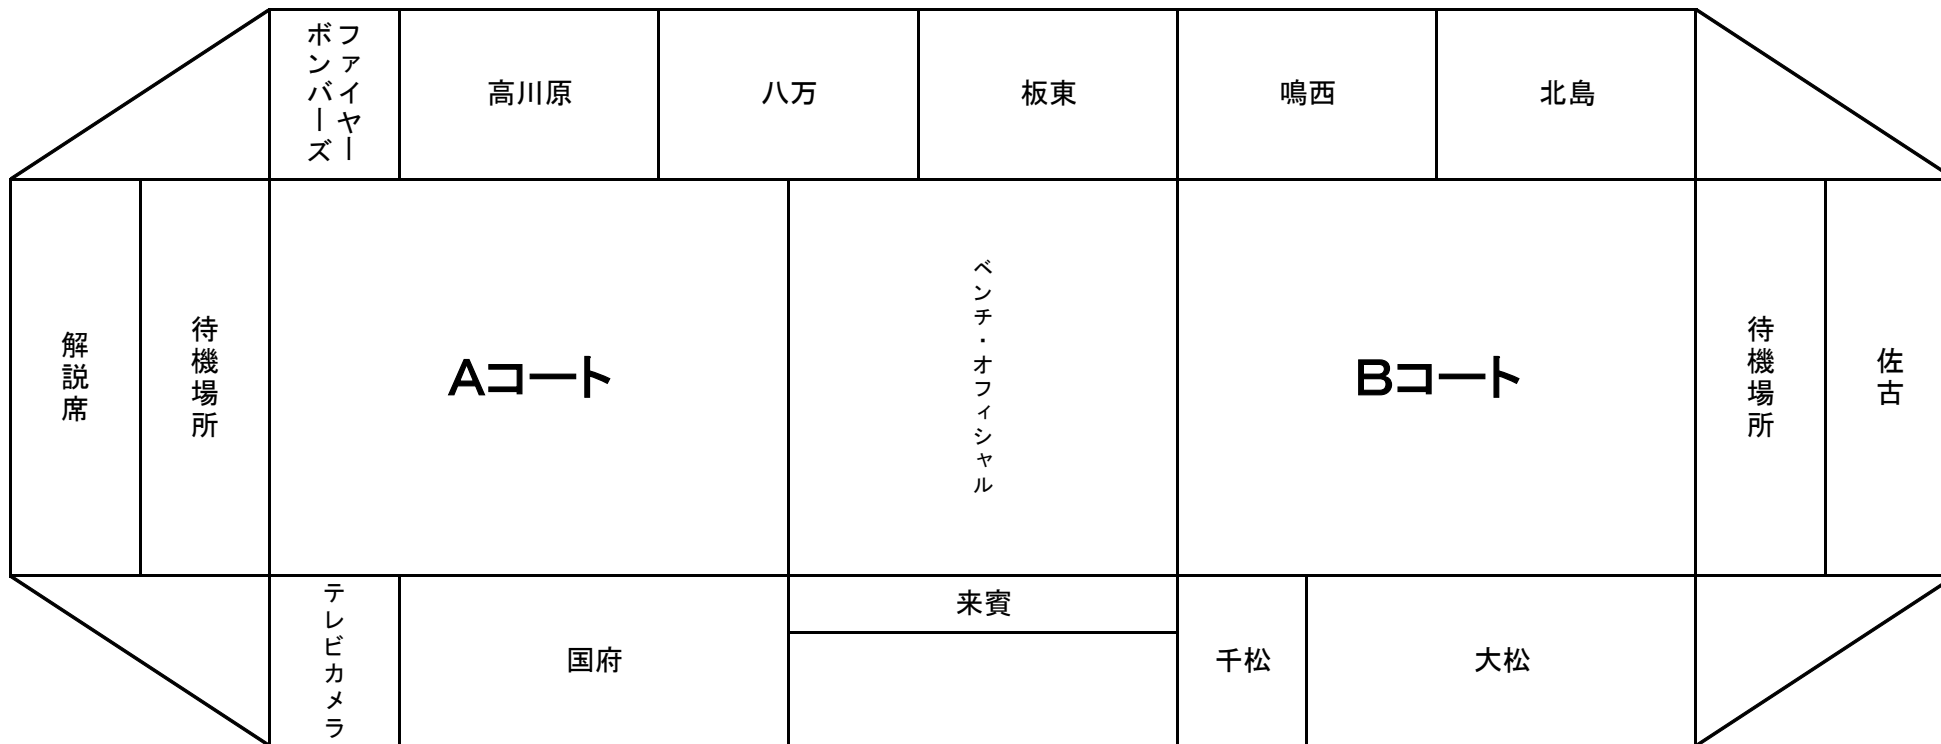 ファイヤー
ボンバーズ
高川原
八万
板東
鳴西
北島
解説席
待機場所
Aコート
ベンチ・オフィシャル
Bコート
待機場所
佐古
テレビカメラ
国府
来賓
千松
大松